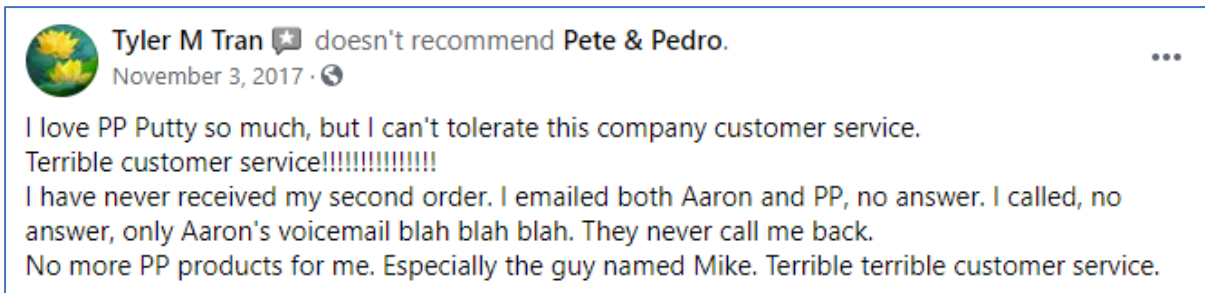 Tyler M Tran doesn't recommend Pete & Pedro.
November 3, 2017 ·
I love PP Putty so much, but I can't tolerate this company customer service.
Terrible customer service!!!!!!!!!!!!!!!
I have never received my second order. I emailed both Aaron and PP, no answer. I called, no
answer, only Aaron's voicemail blah blah blah. They never call me back.
No more PP products for me. Especially the guy named Mike. Terrible terrible customer service.